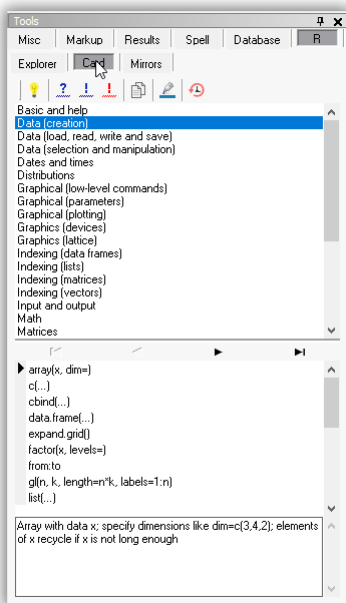 Tools
Misc Markup Results Spell Database R
Explorer Card Mirrors
Basic and help
Data (creation)
Data (load, read, write and save)
Data (selection and manipulation)
Dates and times
Distributions
Graphical (low-level commands)
Graphical (parameters)
Graphical (plotting)
Graphics (devices)
Graphics (lattice)
Indexing (data frames)
Indexing (lists)
Indexing (matrices)
Indexing (vectors)
Input and output
Math
Matrices
array(x, dim=)
c(...)
cbind(...)
data.frame(...)
expand.grid()
factor(x, levels=)
from:to
gl(n, k, length=n*k, labels=1:n)
list(...)
Array with data x; specify dimensions like dim=c(3,4,2); elements
of x recycle if x is not long enough